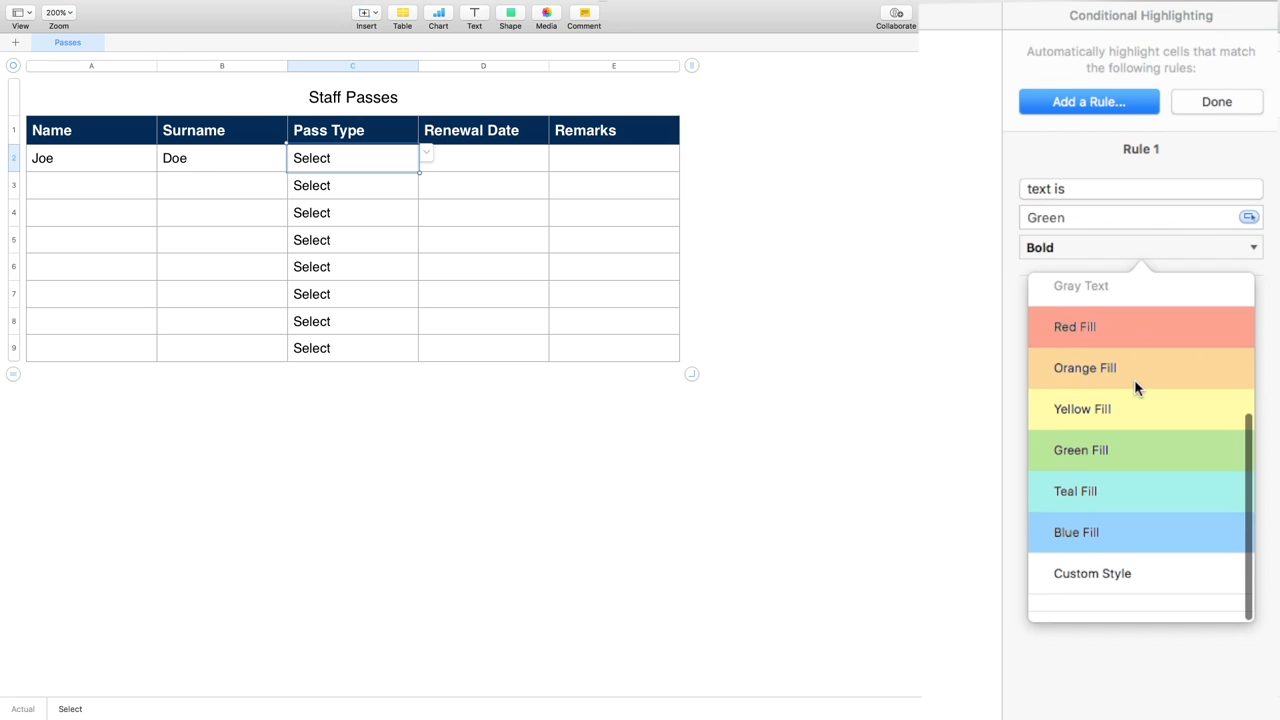 200%
View
Zoom
Insert
Table
Chart
Text
Shape
Media
Comment
Collaborate
+
Passes
A
B
C
D
E
Staff Passes
1
Name
Surname
Pass Type
Renewal Date
Remarks
2
Joe
Doe
Select
3
Select
4
Select
5
Select
6
Select
7
Select
8
Select
9
Select
Actual
Select
Conditional Highlighting
Automatically highlight cells that match
the following rules:
Add a Rule...
Done
Rule 1
text is
Green
Bold
Gray Text
Red Fill
Orange Fill
Yellow Fill
Green Fill
Teal Fill
Blue Fill
Custom Style